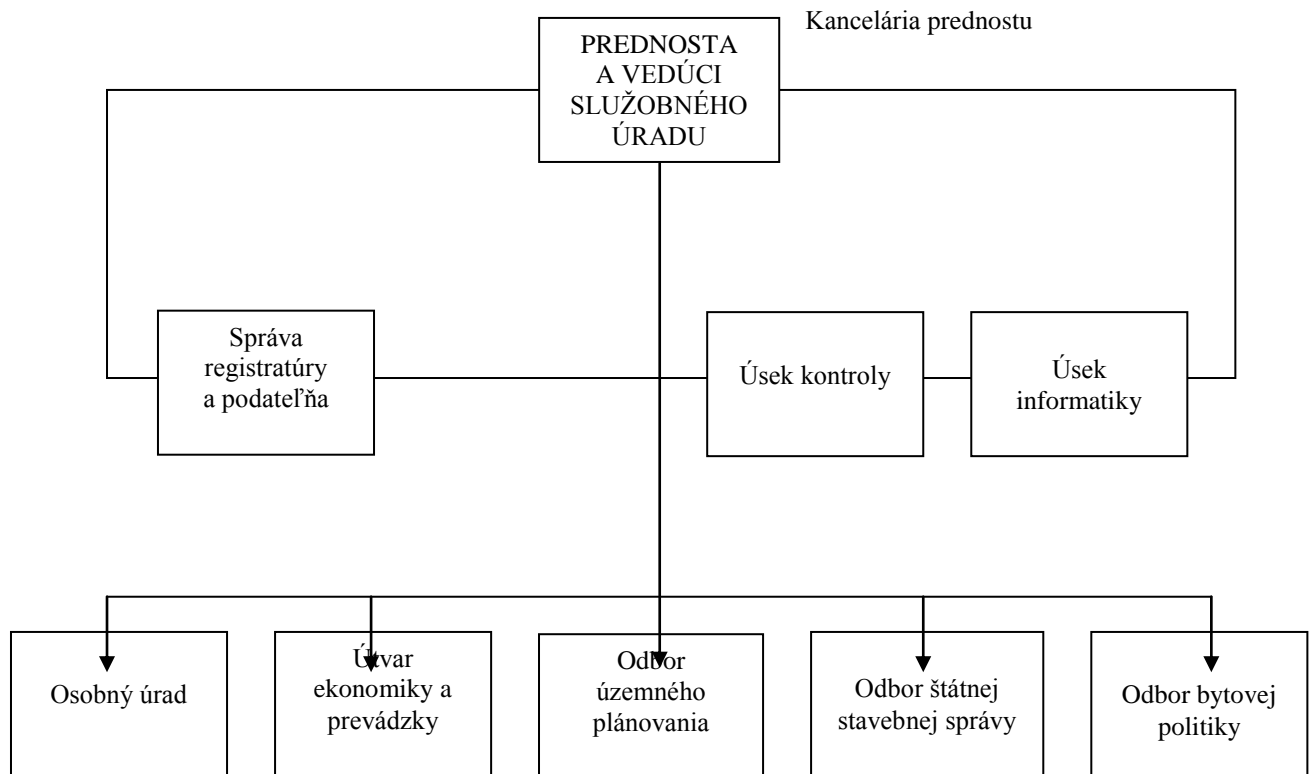 Kancelária prednostu
PREDNOSTA
A VEDÚCI
SLUŽOBNÉHO
ÚRADU
Správa
registratúry
a podateľňa
Úsek kontroly
Úsek
informatiky
Osobný úrad
Útvar
ekonomiky a
prevádzky
Odbor
územného
plánovania
Odbor štátnej
stavebnej správy
Odbor bytovej
politiky